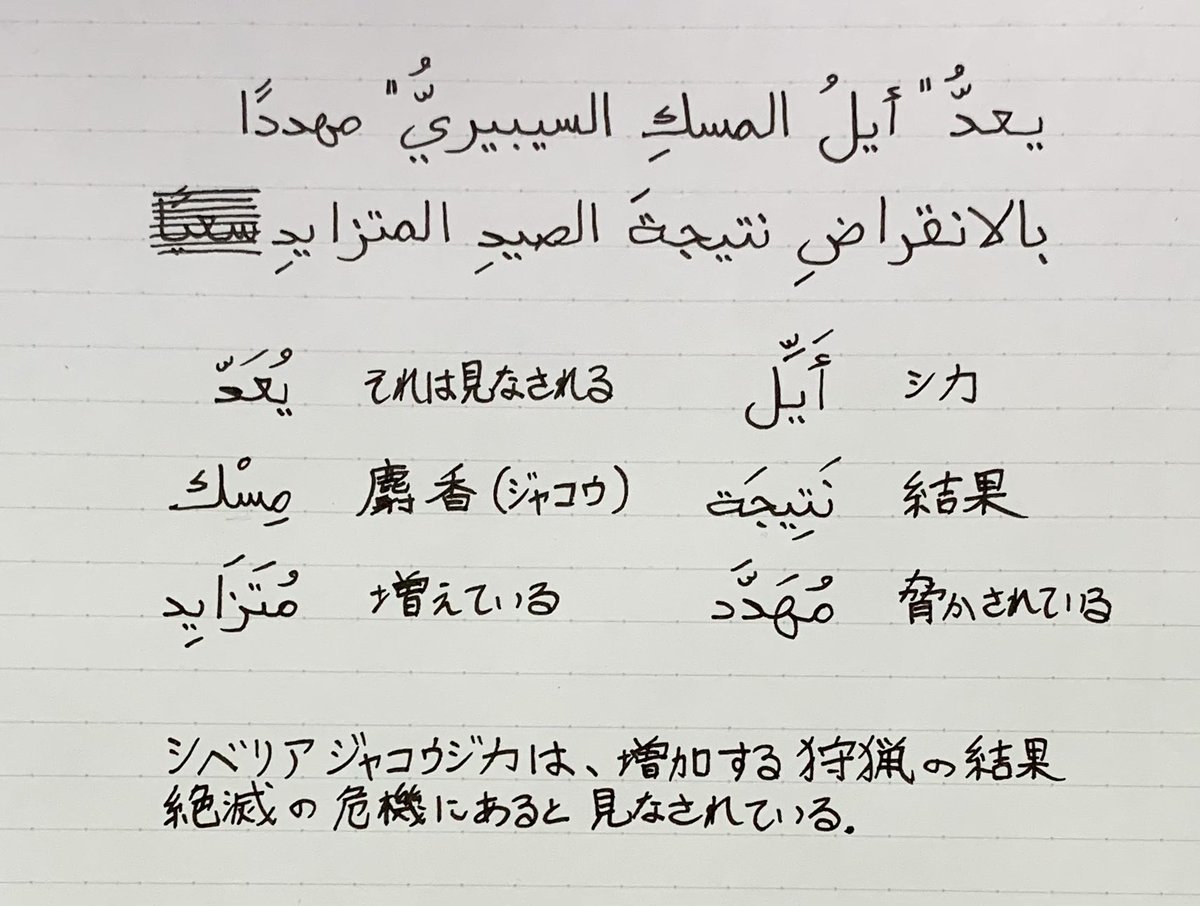 يعدُّ "أيلُ المسكِ السيبيريُّ" مهددًا
بالانقراضِ نتيجةَ الصيدِ المتزايدِ
يُعَدّ それは見なされる أَيِّل シカ
مِسْك 麝香(ジャコウ) نَتِيجَة 結果
مُتَزَايِد 増えている مُهَدَّد 脅かされている
シベリアジャコウジカは、増加する狩猟の結果
絶滅の危機にあると見なされている.